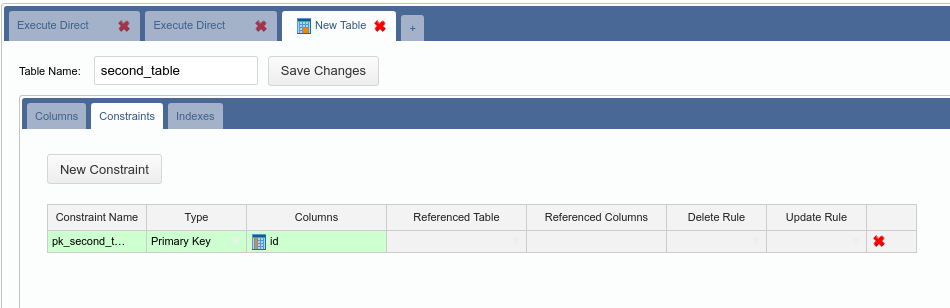 Execute Direct Execute Direct New Table +
Table Name: second_table Save Changes
Columns Constraints Indexes
New Constraint
Constraint Name Type Columns Referenced Table Referenced Columns Delete Rule Update Rule
pk_second_t... Primary Key id